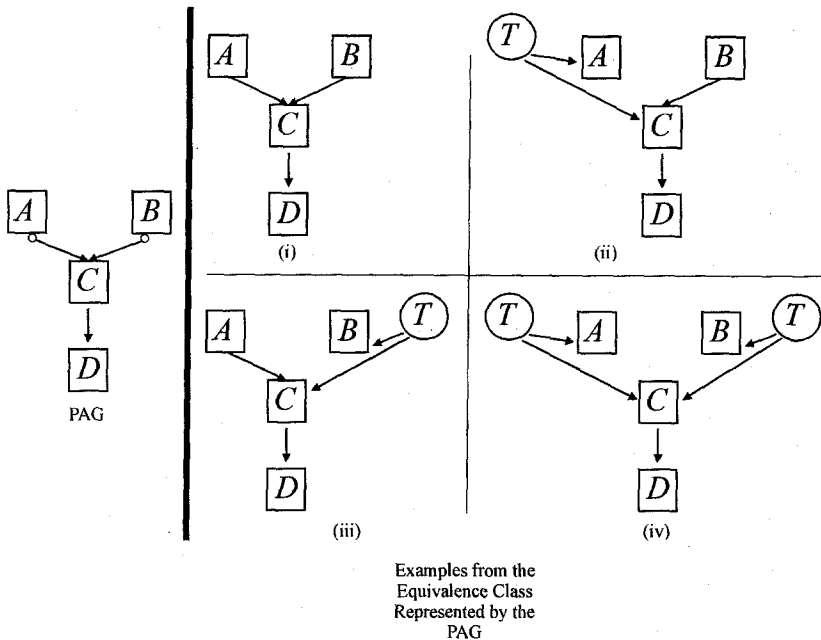 A B
C
D
PAG
A B
C
D
(i)
T A B
C
D
(ii)
A B T
C
D
(iii)
T A B T
C
D
(iv)
Examples from the
Equivalence Class
Represented by the
PAG